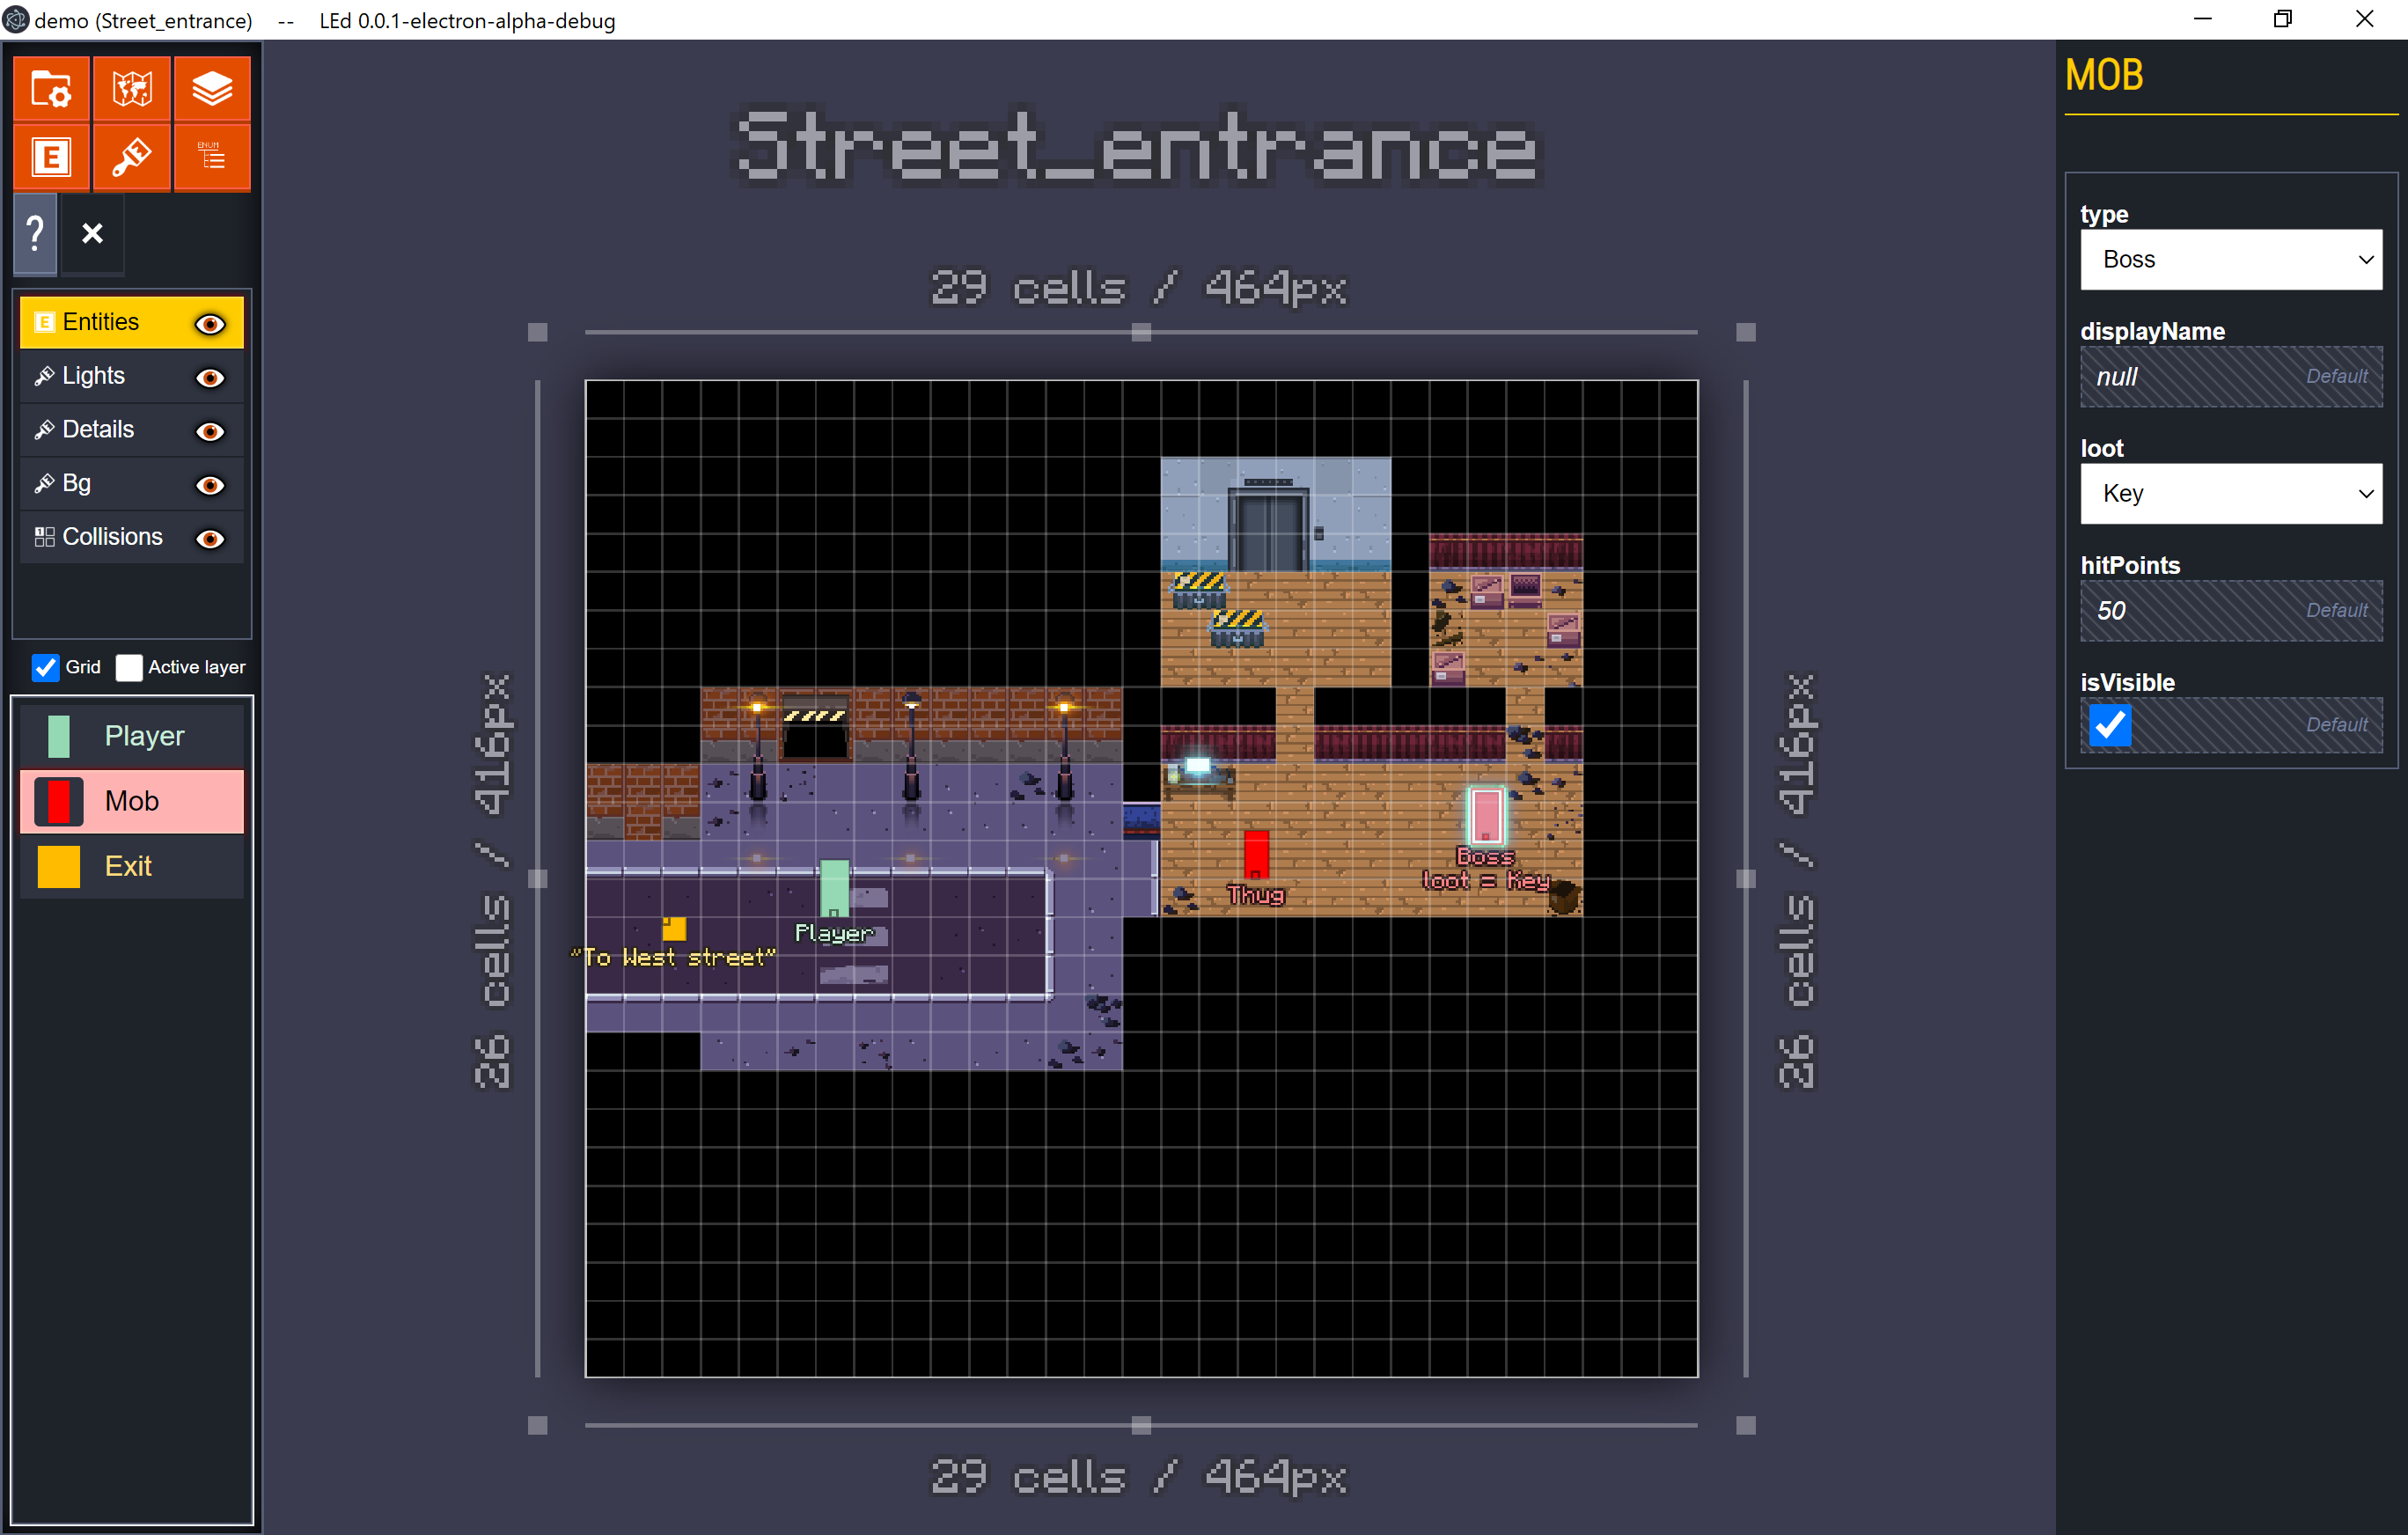 demo (Street_entrance) -- LEd 0.0.1-electron-alpha-debug
E
ENUM
?
E Entities
Lights
Details
Bg
Collisions
Grid
Active layer
Player
Mob
Exit
Street_entrance
29 cells / 464px
26 cells / 416px
26 cells / 416px
29 cells / 464px
Boss
loot = Key
Thug
Player
"To West street"
MOB
type
Boss
displayName
null Default
loot
Key
hitPoints
50 Default
isVisible
Default